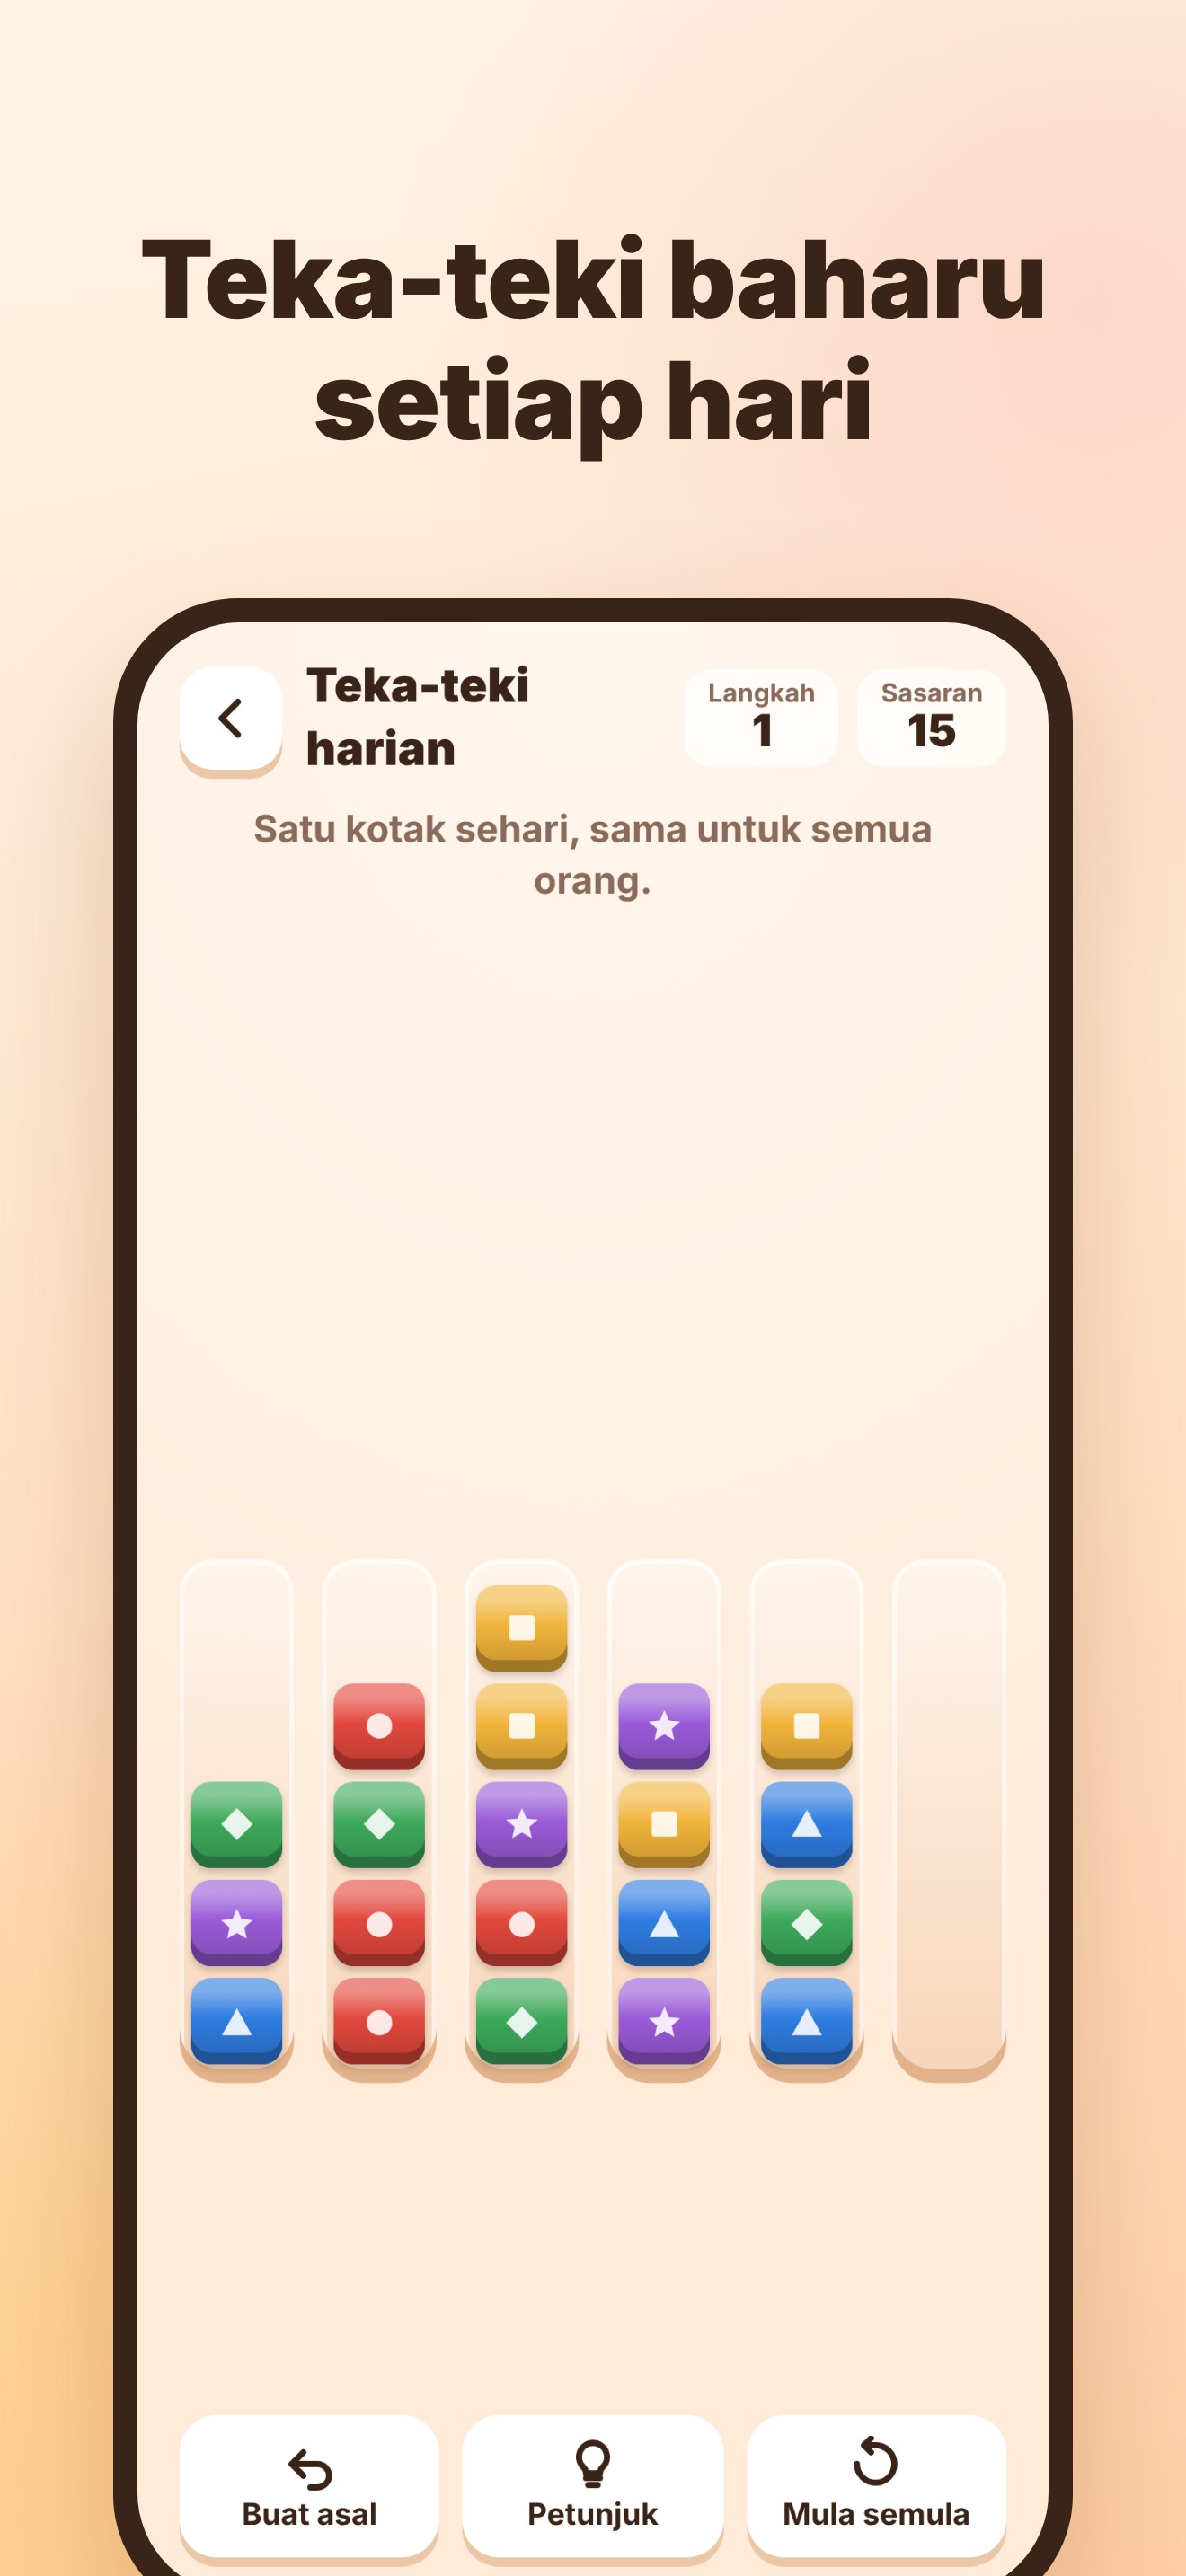 Teka-teki baharu
setiap hari
Teka-teki
harian
Langkah
1
Sasaran
15
Satu kotak sehari, sama untuk semua
orang.
Buat asal
Petunjuk
Mula semula